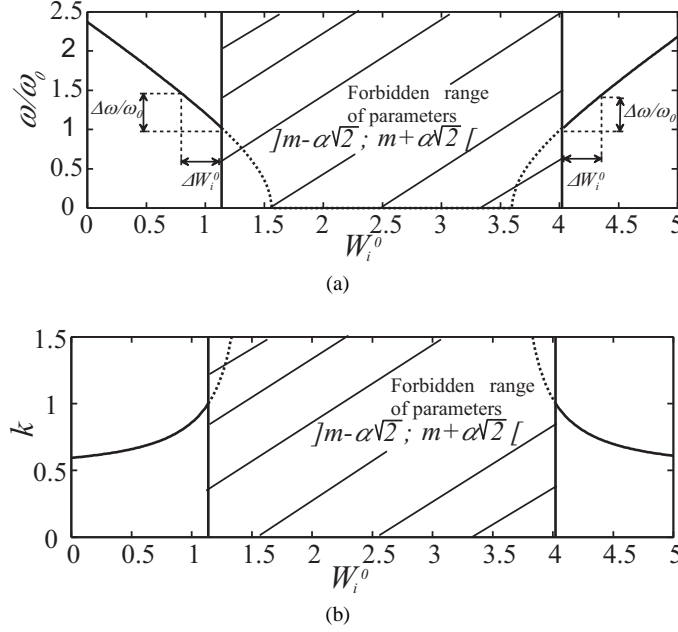 2.5
2
1.5
1
0.5
0
ω/ω₀
Δω/ω₀
ΔWᵢ⁰
Forbidden range
of parameters
]m-α√2 ; m+α√2 [
Δω/ω₀
ΔWᵢ⁰
0 0.5 1 1.5 2 2.5 3 3.5 4 4.5 5
Wᵢ⁰
(a)
1.5
1
0.5
0
k
Forbidden range
of parameters
]m-α√2 ; m+α√2 [
0 0.5 1 1.5 2 2.5 3 3.5 4 4.5 5
Wᵢ⁰
(b)